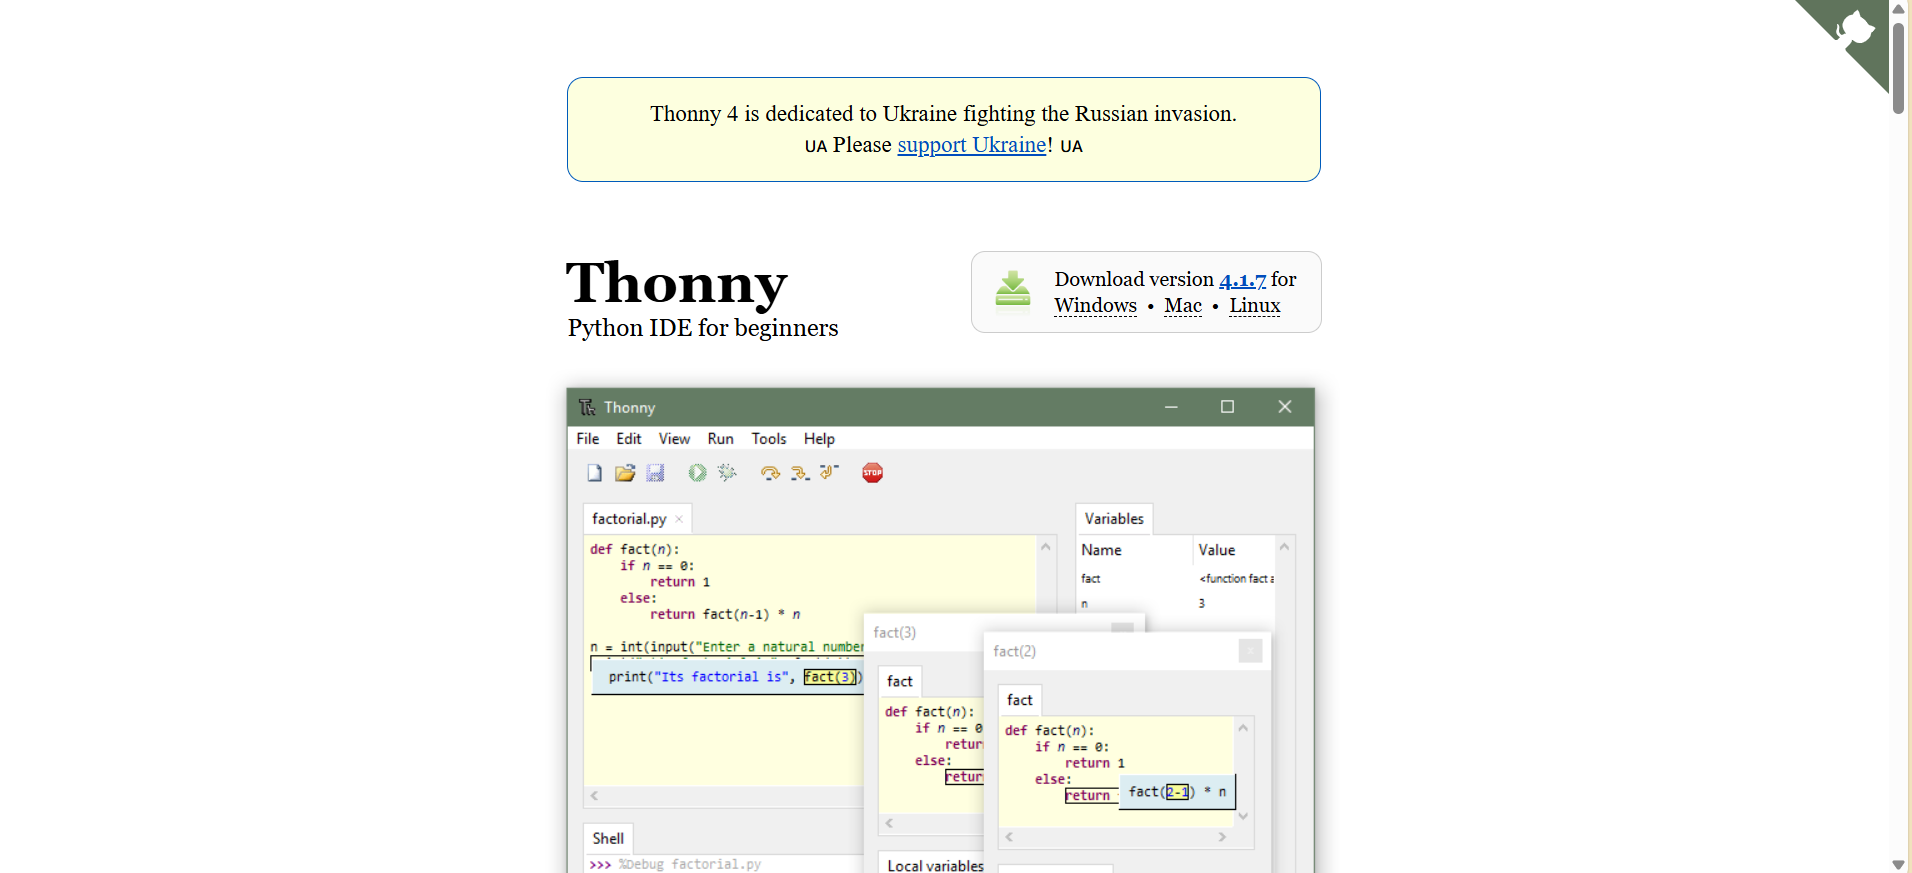 Thonny 4 is dedicated to Ukraine fighting the Russian invasion.
UA Please support Ukraine! UA
Thonny
Python IDE for beginners
Download version 4.1.7 for
Windows • Mac • Linux
Thonny
File Edit View Run Tools Help
STOP
factorial.py
def fact(n):
    if n == 0:
        return 1
    else:
        return fact(n-1) * n
n = int(input("Enter a natural number
print("Its factorial is", fact(3))
Variables
Name Value
fact <function fact a
n 3
fact(3)
fact
def fact(n):
    if n == 0
        retur
    else:
        retur
Local variables
fact(2)
fact
def fact(n):
    if n == 0:
        return 1
    else:
        return
fact(2-1) * n
Shell
>>> %Debug factorial.py